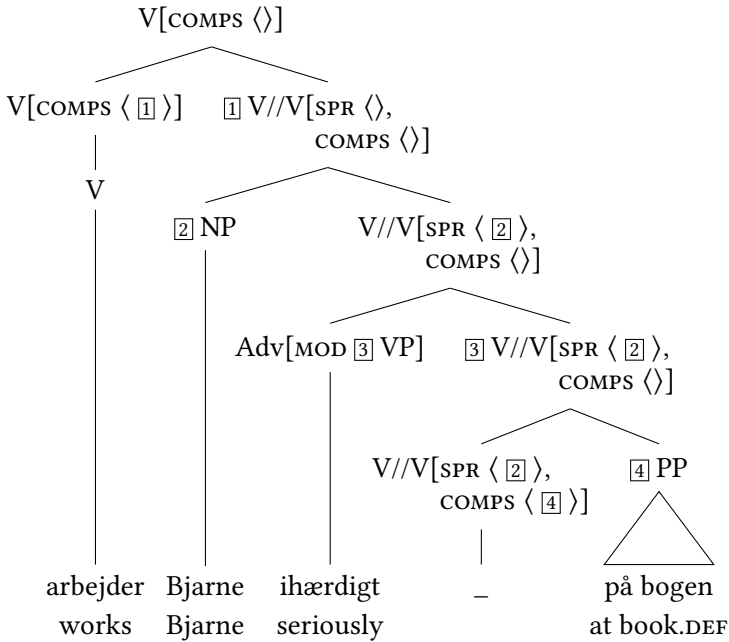 V[COMPS ⟨⟩]
V[COMPS ⟨ 1 ⟩] 1 V//V[SPR ⟨⟩,
COMPS ⟨⟩]
V
2 NP V//V[SPR ⟨ 2 ⟩,
COMPS ⟨⟩]
Adv[MOD 3 VP] 3 V//V[SPR ⟨ 2 ⟩,
COMPS ⟨⟩]
V//V[SPR ⟨ 2 ⟩, 4 PP
COMPS ⟨ 4 ⟩]
arbejder Bjarne ihærdigt _ på bogen
works Bjarne seriously at book.DEF